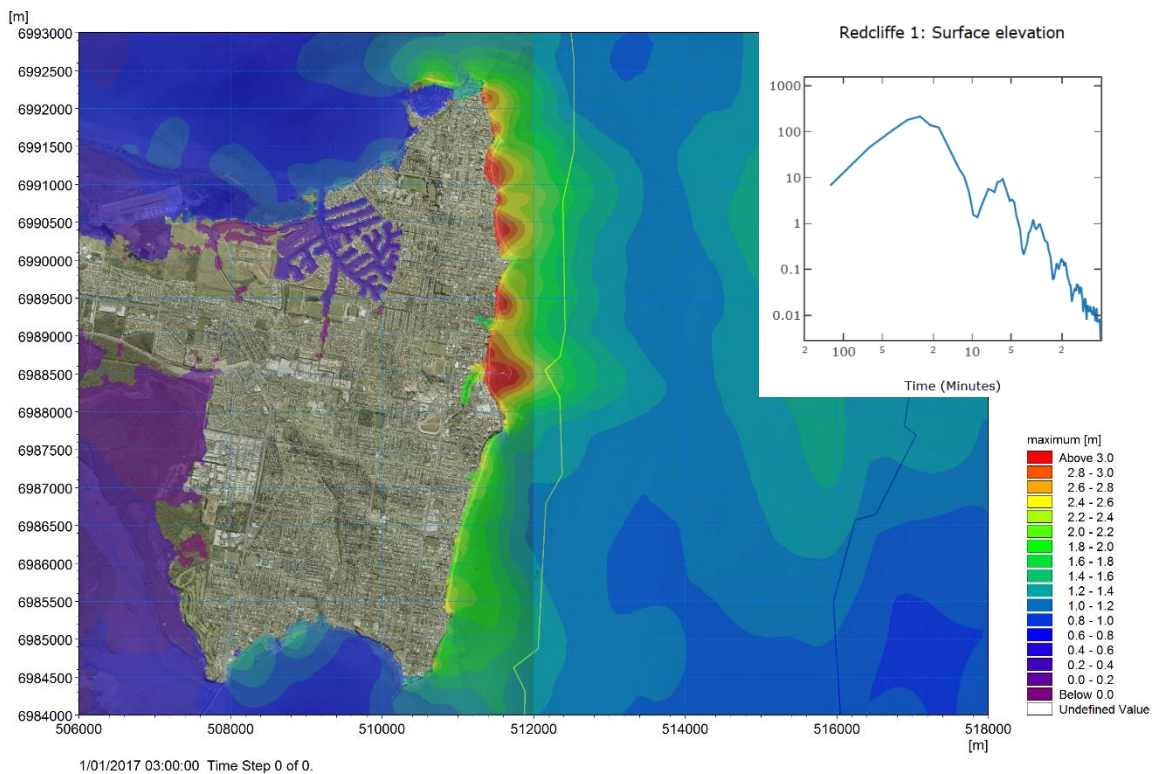 [m]
6993000
6992500
6992000
6991500
6991000
6990500
6990000
6989500
6989000
6988500
6988000
6987500
6987000
6986500
6986000
6985500
6985000
6984500
6984000
506000 508000 510000 512000 514000 516000 518000
[m]
1/01/2017 03:00:00 Time Step 0 of 0.
Redcliffe 1: Surface elevation
1000
100
10
1
0.1
0.01
2 100 5 2 10 5 2
Time (Minutes)
maximum [m]
Above 3.0
2.8 - 3.0
2.6 - 2.8
2.4 - 2.6
2.2 - 2.4
2.0 - 2.2
1.8 - 2.0
1.6 - 1.8
1.4 - 1.6
1.2 - 1.4
1.0 - 1.2
0.8 - 1.0
0.6 - 0.8
0.4 - 0.6
0.2 - 0.4
0.0 - 0.2
Below 0.0
Undefined Value